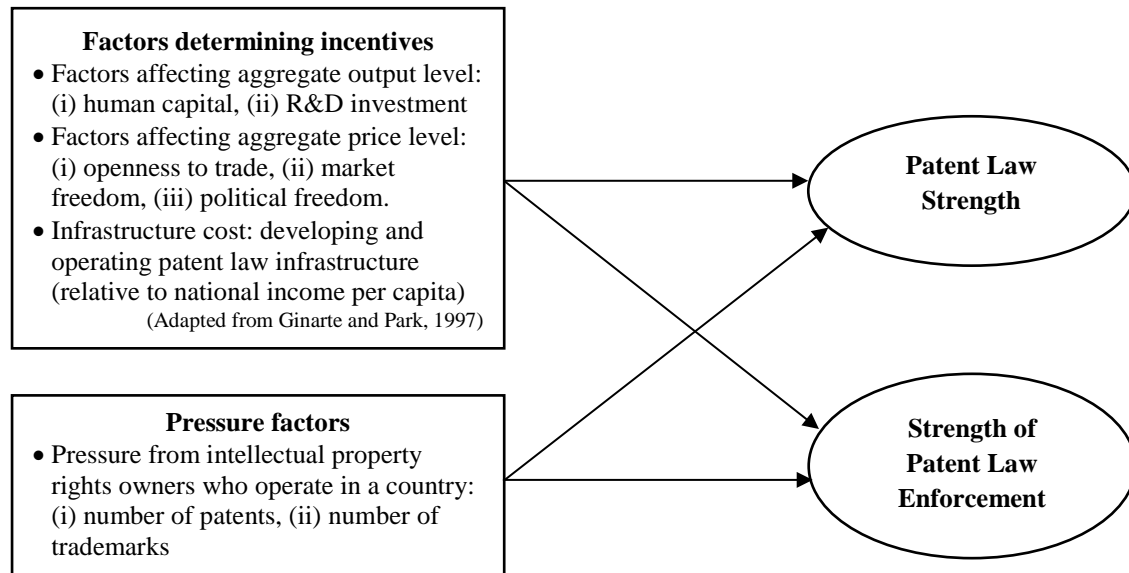 Factors determining incentives
• Factors affecting aggregate output level:
(i) human capital, (ii) R&D investment
• Factors affecting aggregate price level:
(i) openness to trade, (ii) market
freedom, (iii) political freedom.
• Infrastructure cost: developing and
operating patent law infrastructure
(relative to national income per capita)
(Adapted from Ginarte and Park, 1997)
Pressure factors
• Pressure from intellectual property
rights owners who operate in a country:
(i) number of patents, (ii) number of
trademarks
Patent Law
Strength
Strength of
Patent Law
Enforcement